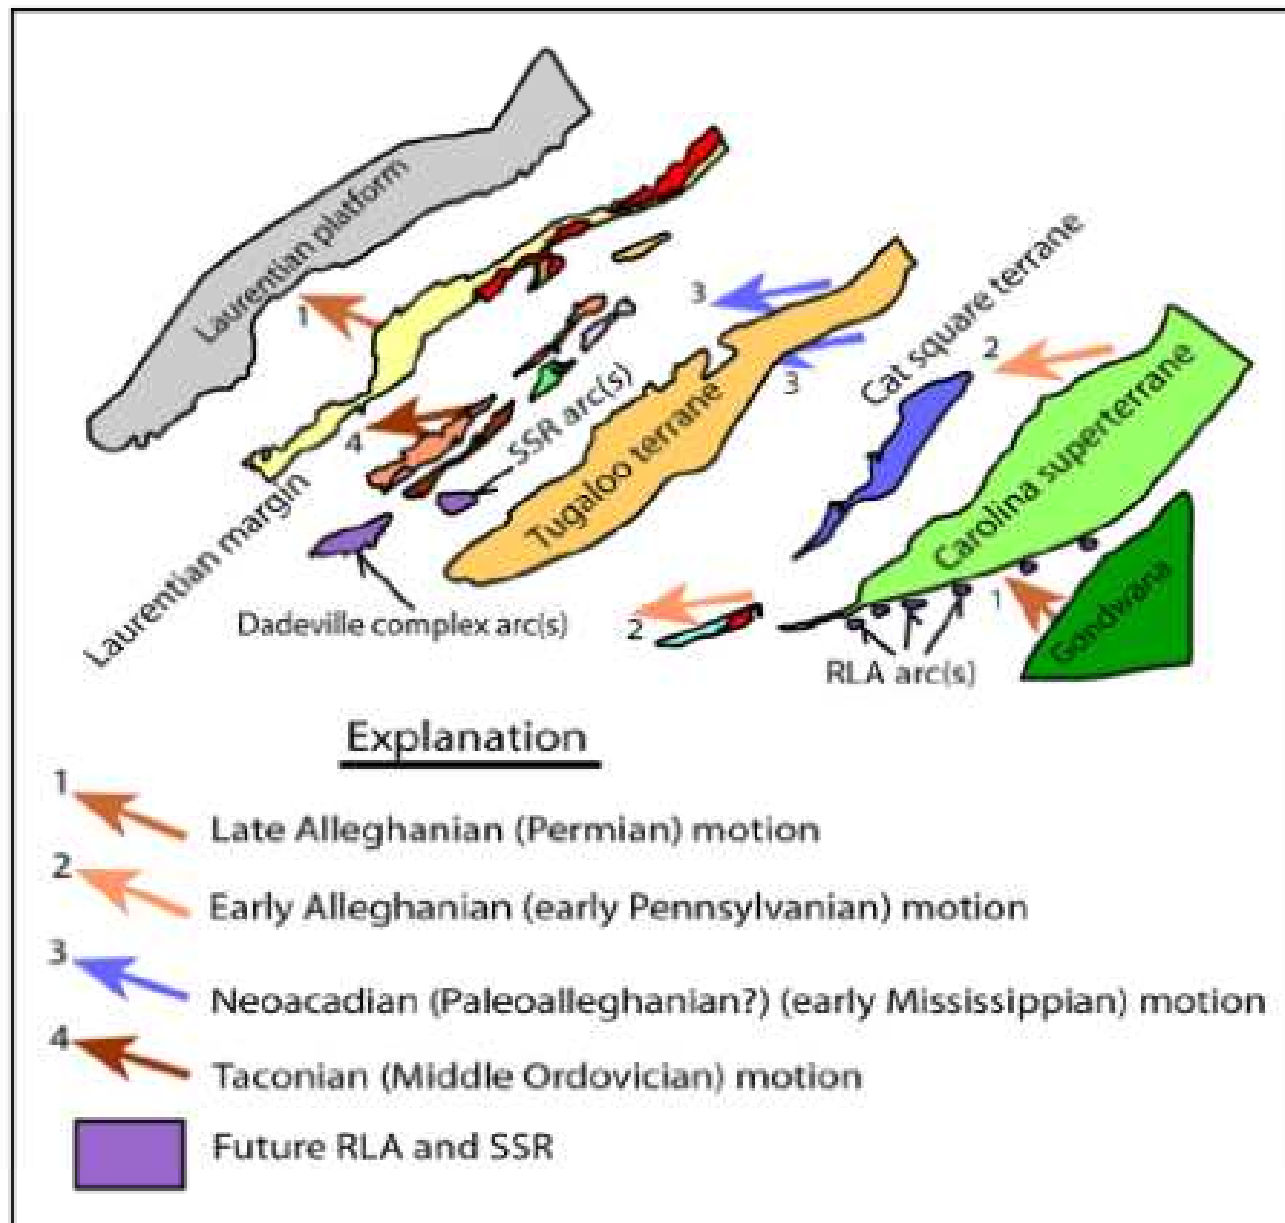 Laurentian platform
1
3
3
Cat square terrane
2
Carolina superterrane
4
SSR arc(s)
Tugaloo terrane
Laurentian margin
Dadeville complex arc(s)
2
1
Gondwana
RLA arc(s)
Explanation
1
Late Alleghanian (Permian) motion
2
Early Alleghanian (early Pennsylvanian) motion
3
Neoacadian (Paleoalleghanian?) (early Mississippian) motion
4
Taconian (Middle Ordovician) motion
Future RLA and SSR